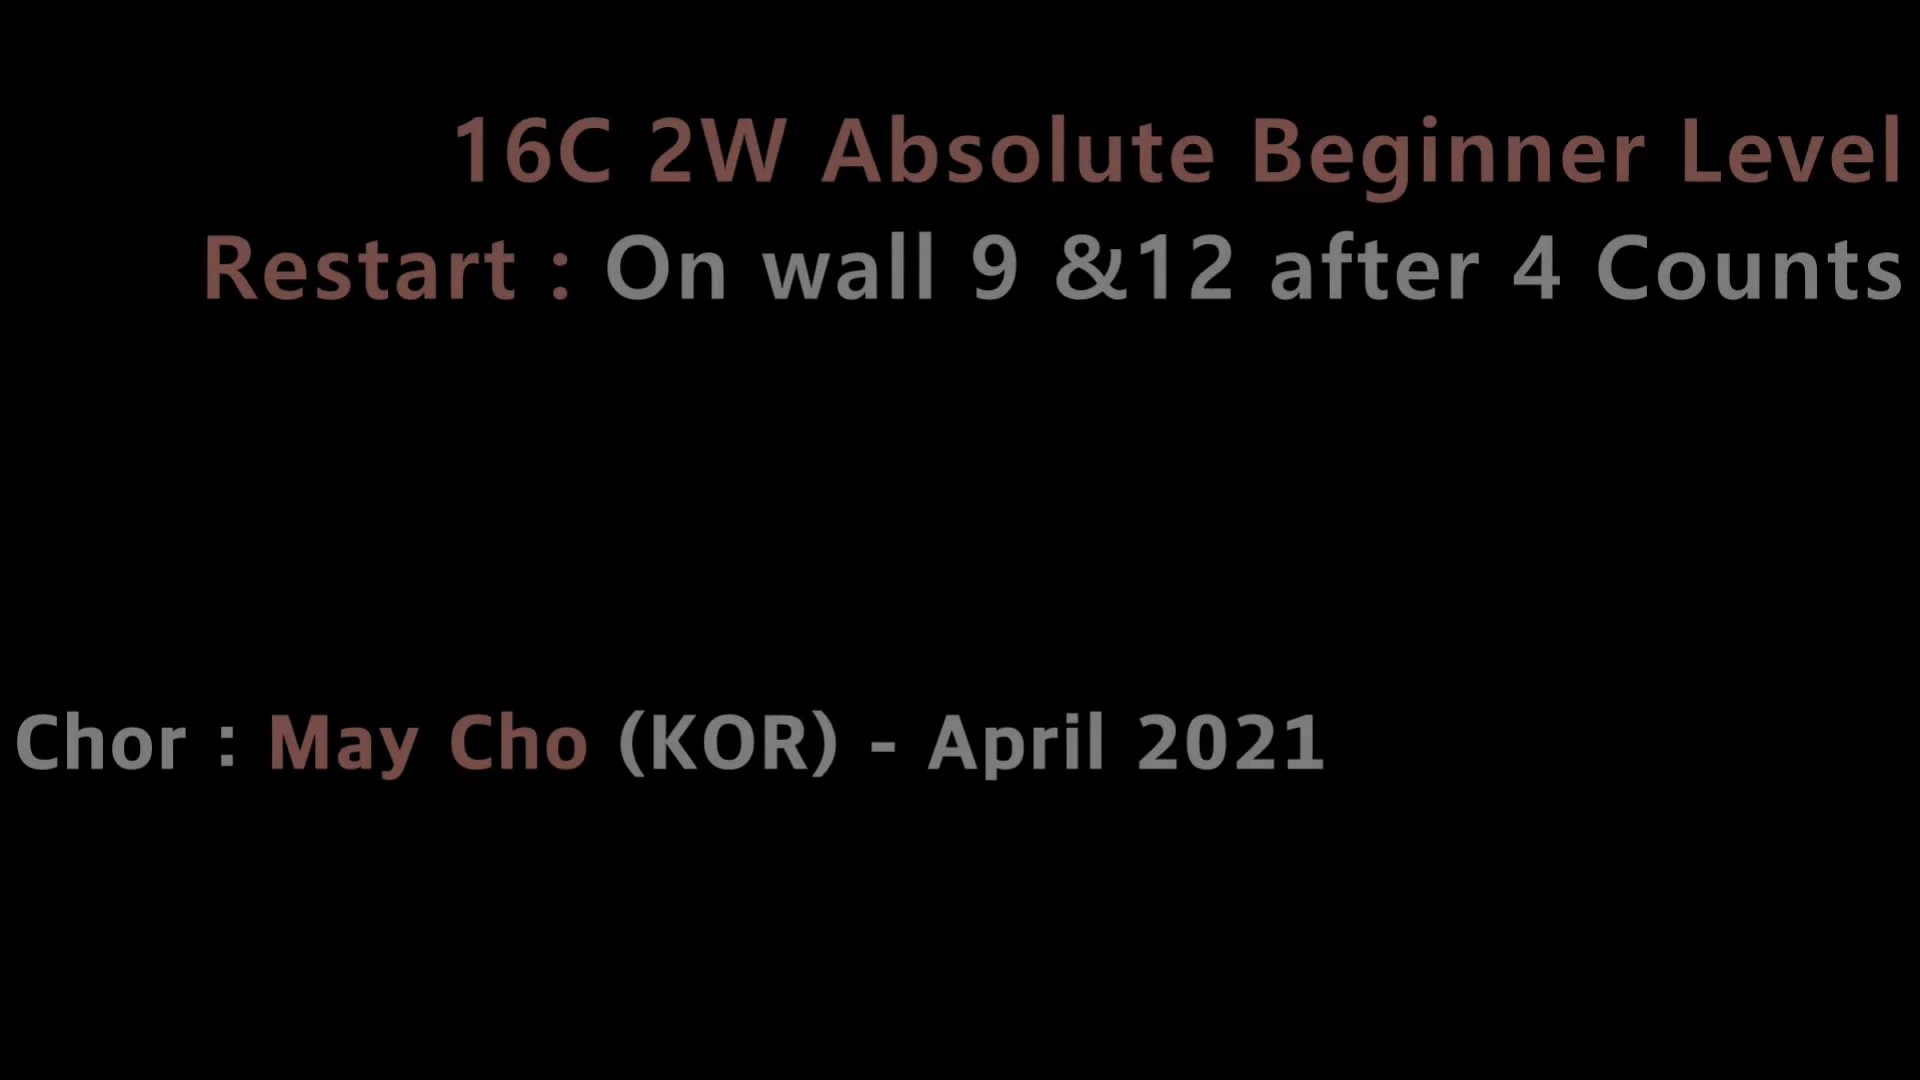 16C 2W Absolute Beginner Level
Restart : On wall 9 &12 after 4 Counts
Chor : May Cho (KOR) - April 2021